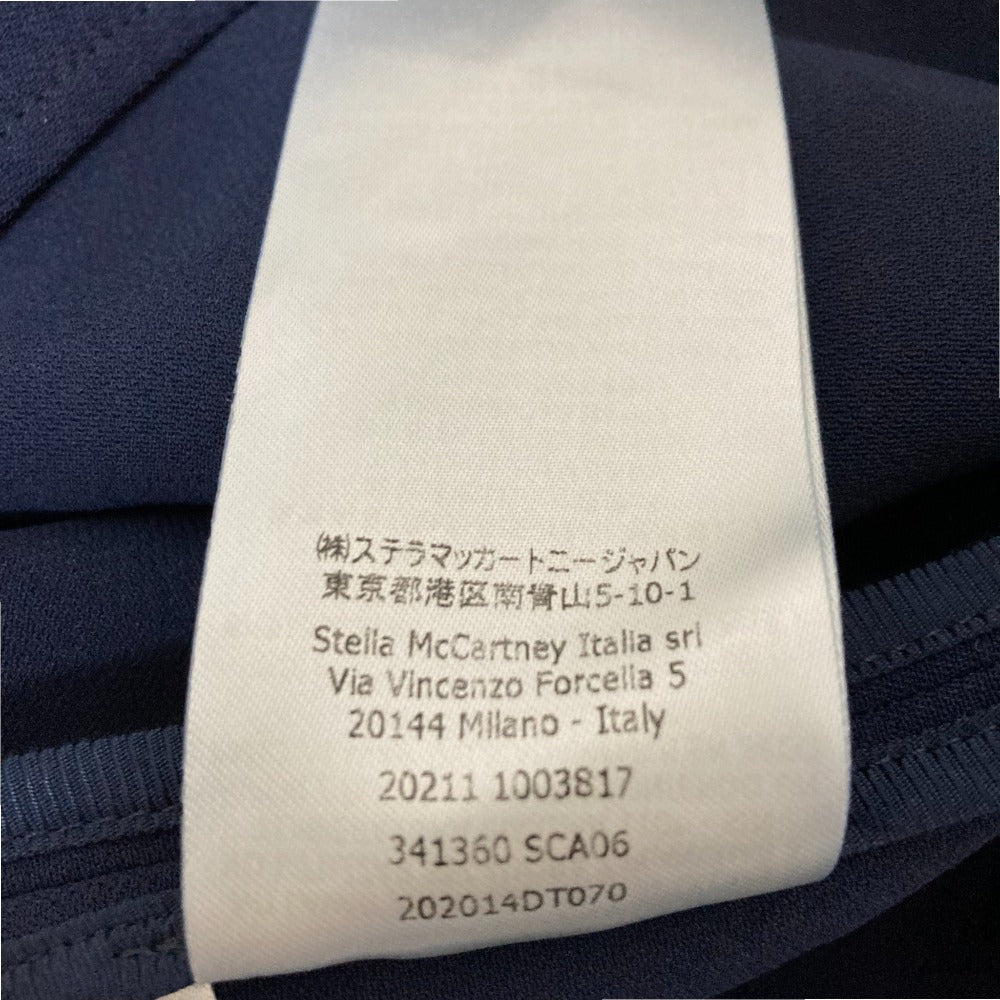 (株)ステラマッカートニージャパン
東京都港区南青山5-10-1
Stella McCartney Italia srl
Via Vincenzo Forcella 5
20144 Milano - Italy
20211 1003817
341360 SCA06
202014DT070